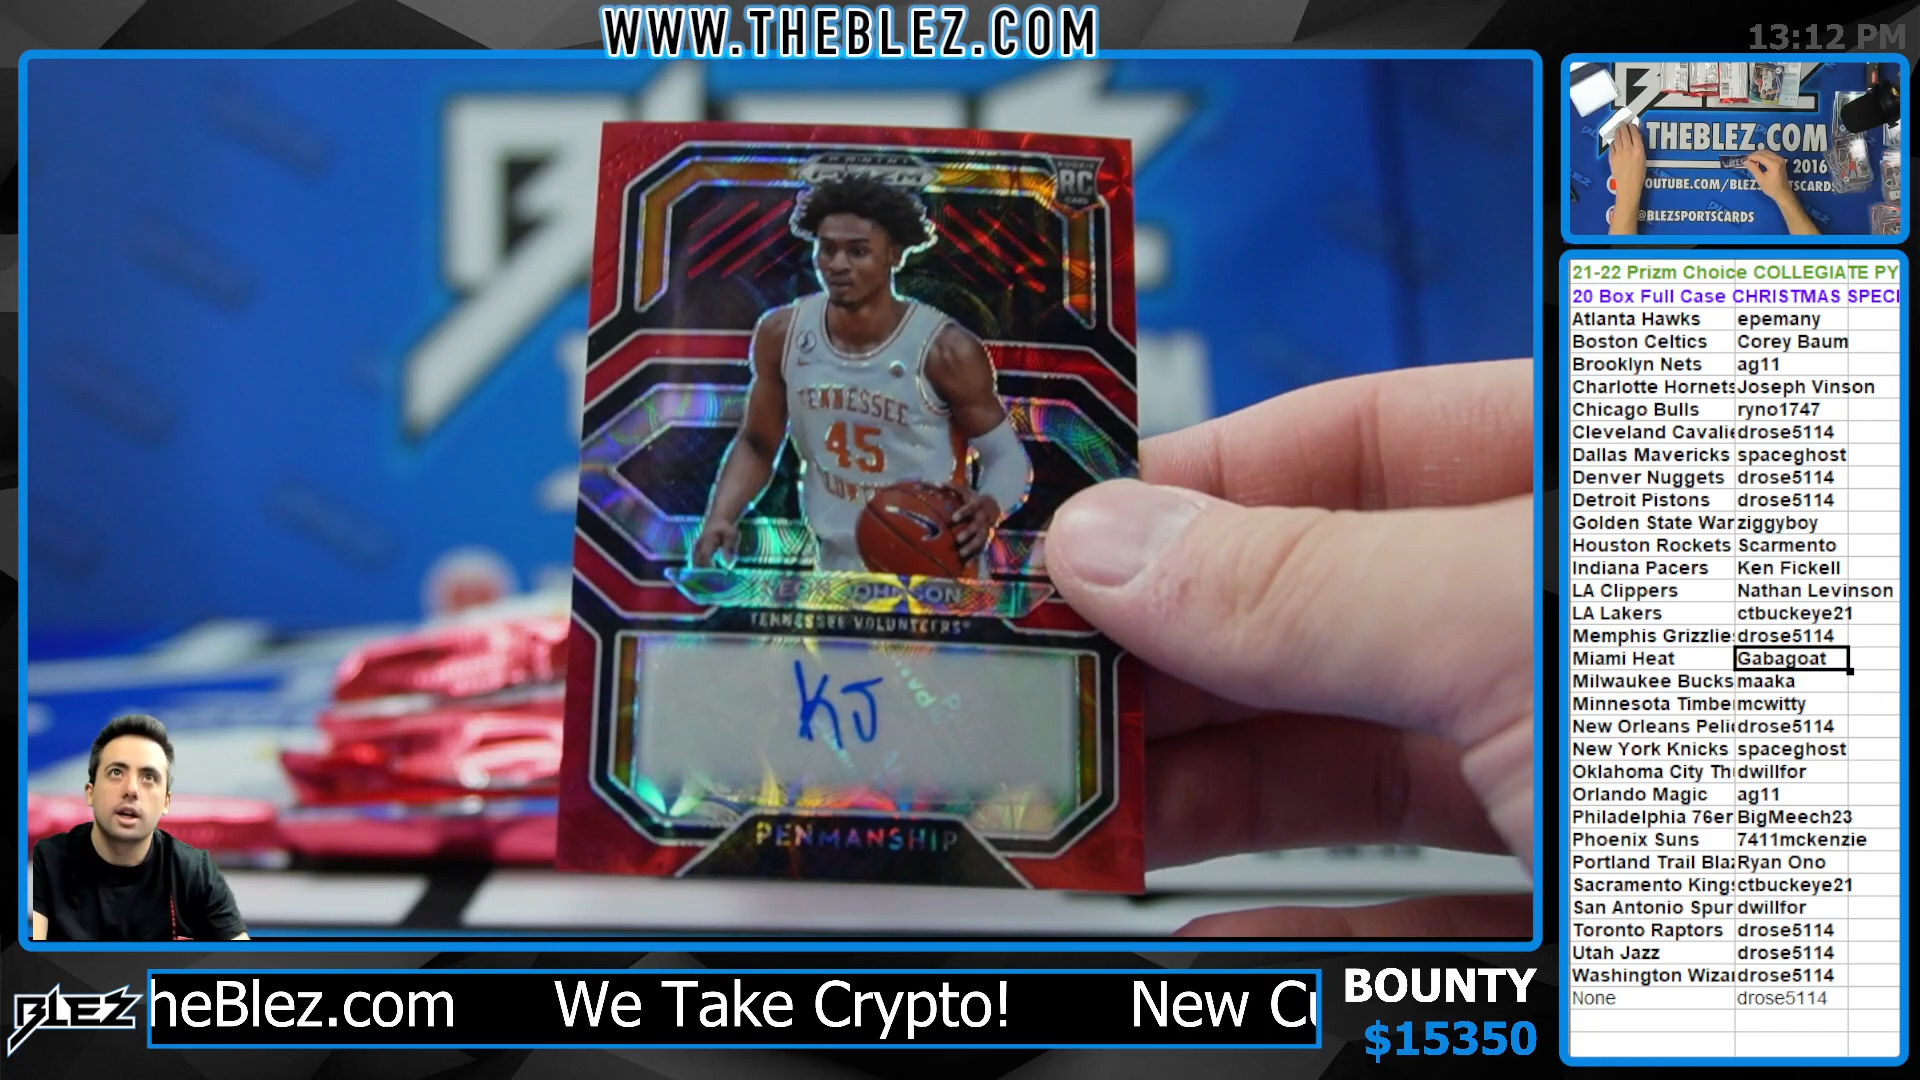 WWW.THEBLEZ.COM
13:12 PM
PRIZM
ROOKIE
RC
CARD
TENNESSEE
45
TENNESSEE VOLUNTEERS
KJ
PENMANSHIP
THEBLEZ.COM
2016
OUTUBE.COM/BLEZ
@BLEZSPORTSCARDS
21-22 Prizm Choice COLLEGIATE PY
20 Box Full Case CHRISTMAS SPECI
Atlanta Hawks epemany
Boston Celtics Corey Baum
Brooklyn Nets ag11
Charlotte Hornets Joseph Vinson
Chicago Bulls ryno1747
Cleveland Cavalie drose5114
Dallas Mavericks spaceghost
Denver Nuggets drose5114
Detroit Pistons drose5114
Golden State War ziggyboy
Houston Rockets Scarmento
Indiana Pacers Ken Fickell
LA Clippers Nathan Levinson
LA Lakers ctbuckeye21
Memphis Grizzlies drose5114
Miami Heat Gabagoat
Milwaukee Bucks maaka
Minnesota Timbe mcwitty
New Orleans Peli drose5114
New York Knicks spaceghost
Oklahoma City Th dwillfor
Orlando Magic ag11
Philadelphia 76er BigMeech23
Phoenix Suns 7411mckenzie
Portland Trail Bla Ryan Ono
Sacramento Kings ctbuckeye21
San Antonio Spur dwillfor
Toronto Raptors drose5114
Utah Jazz drose5114
Washington Wiza drose5114
None drose5114
BLEZ
heBlez.com We Take Crypto! New Cu
BOUNTY
$15350